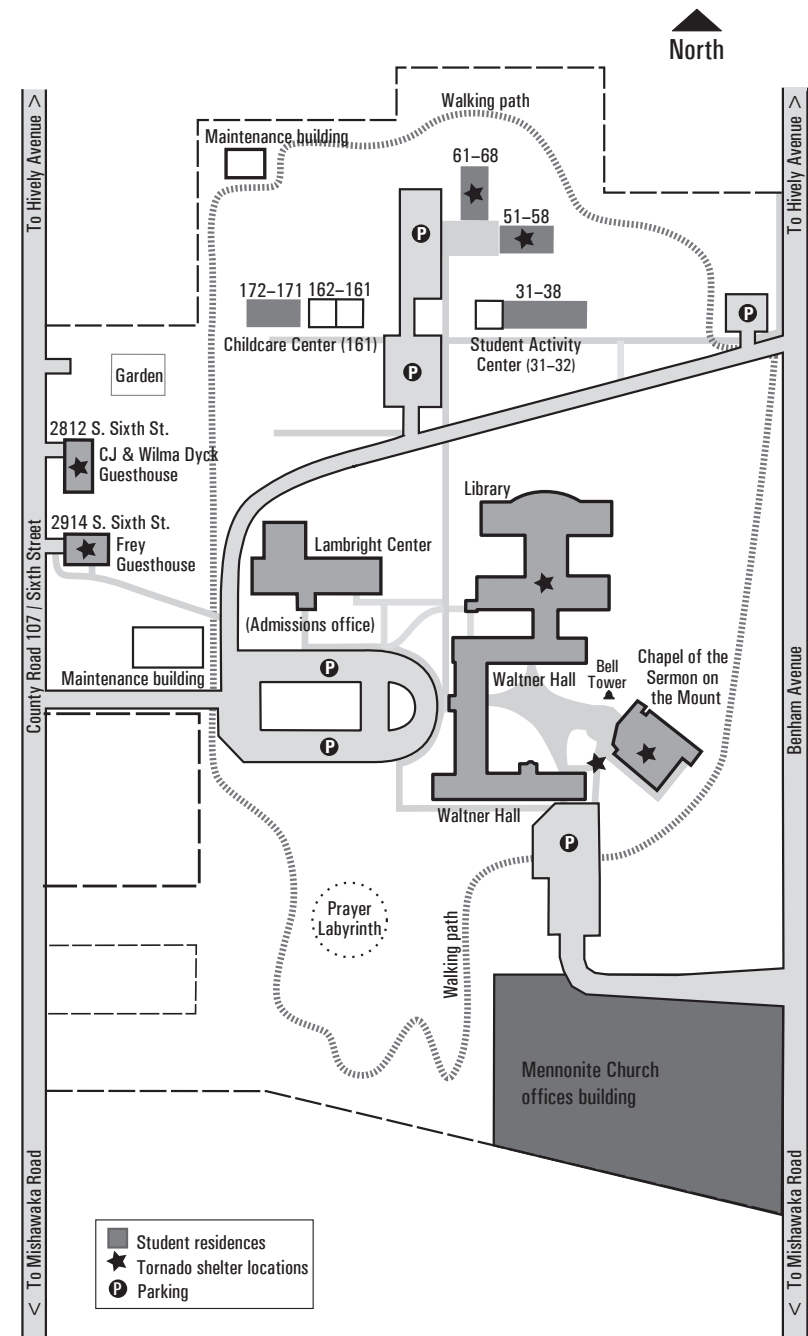 North
To Hively Avenue >
To Hively Avenue >
Walking path
Maintenance building
61–68
51–58
172–171
162–161
31–38
Childcare Center (161)
Student Activity
Center (31–32)
Garden
2812 S. Sixth St.
CJ & Wilma Dyck
Guesthouse
2914 S. Sixth St.
Frey
Guesthouse
Library
Lambright Center
(Admissions office)
Maintenance building
County Road 107 / Sixth Street
Waltner Hall
Bell
Tower
Chapel of the
Sermon on
the Mount
Benham Avenue
Waltner Hall
Prayer
Labyrinth
Walking path
Mennonite Church
offices building
< To Mishawaka Road
< To Mishawaka Road
Student residences
Tornado shelter locations
P Parking
P
P
P
P
P
P